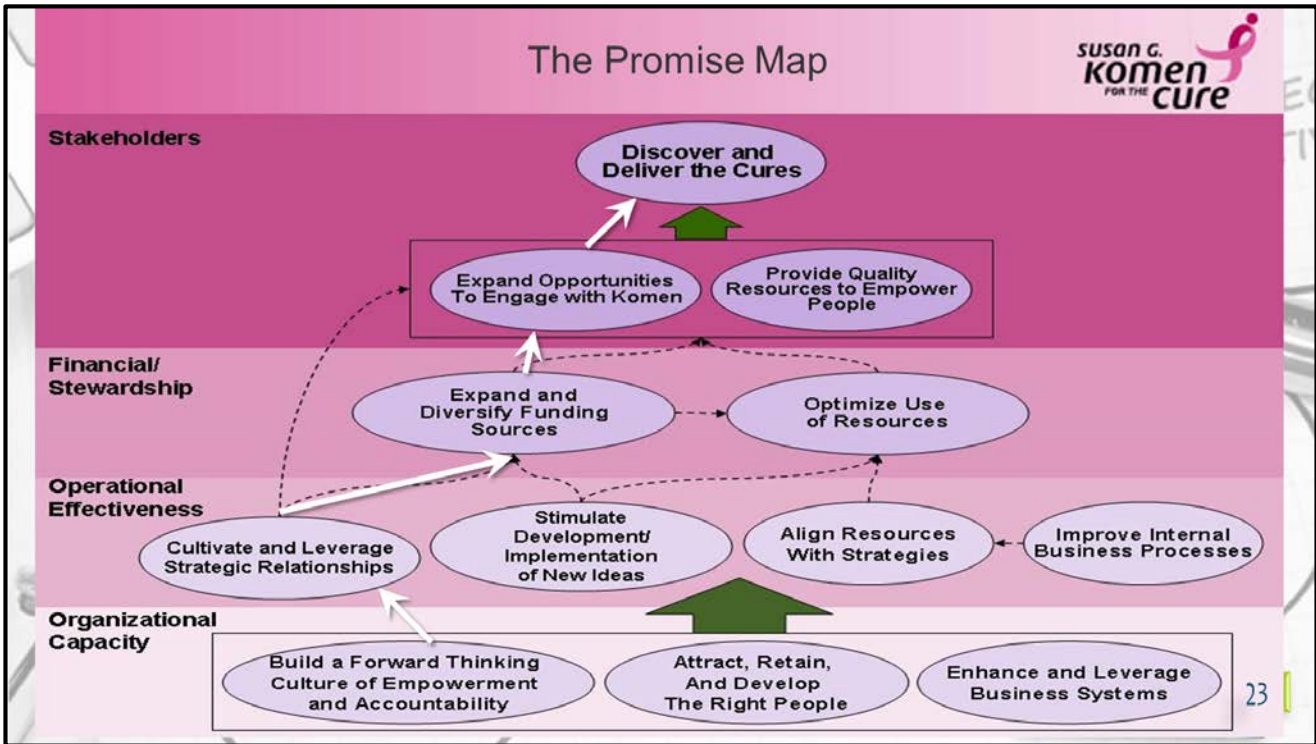 The Promise Map
SUSAN G.
Komen
FOR THE
cure
Stakeholders
Discover and
Deliver the Cures
Expand Opportunities
To Engage with Komen
Provide Quality
Resources to Empower
People
Financial/
Stewardship
Expand and
Diversify Funding
Sources
Optimize Use
of Resources
Operational
Effectiveness
Cultivate and Leverage
Strategic Relationships
Stimulate
Development/
Implementation
of New Ideas
Align Resources
With Strategies
Improve Internal
Business Processes
Organizational
Capacity
Build a Forward Thinking
Culture of Empowerment
and Accountability
Attract, Retain,
And Develop
The Right People
Enhance and Leverage
Business Systems
23